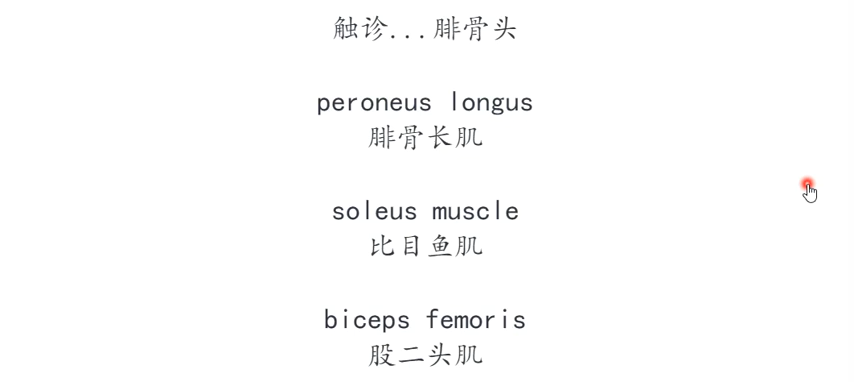 触诊...腓骨头
peroneus longus
腓骨长肌
soleus muscle
比目鱼肌
biceps femoris
股二头肌